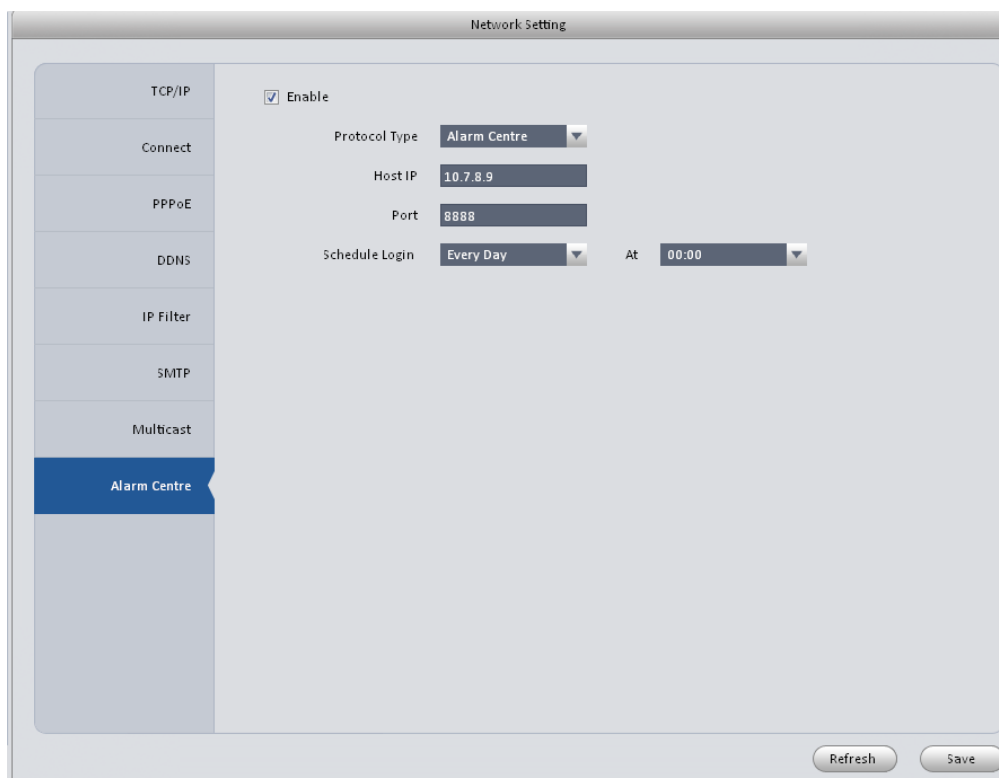 Network Setting
TCP/IP
Connect
PPPoE
DDNS
IP Filter
SMTP
Multicast
Alarm Centre
Enable
Protocol Type Alarm Centre
Host IP 10.7.8.9
Port 8888
Schedule Login Every Day At 00:00
Refresh Save